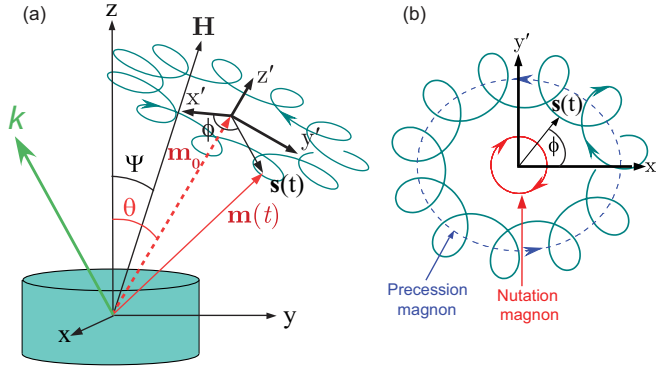 (a)
z
H
k
Ψ
θ
m₀
x′
z′
ϕ
y′
s(t)
m(t)
x
y
(b)
y′
s(t)
ϕ
x′
Precession
magnon
Nutation
magnon